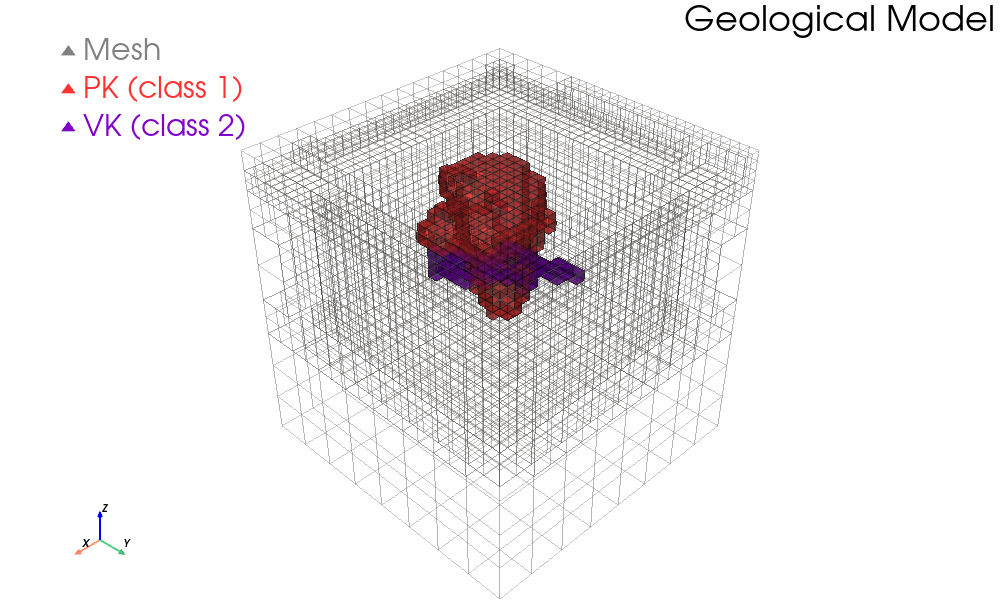 Geological Model
Mesh
PK (class 1)
VK (class 2)
Z
X
Y